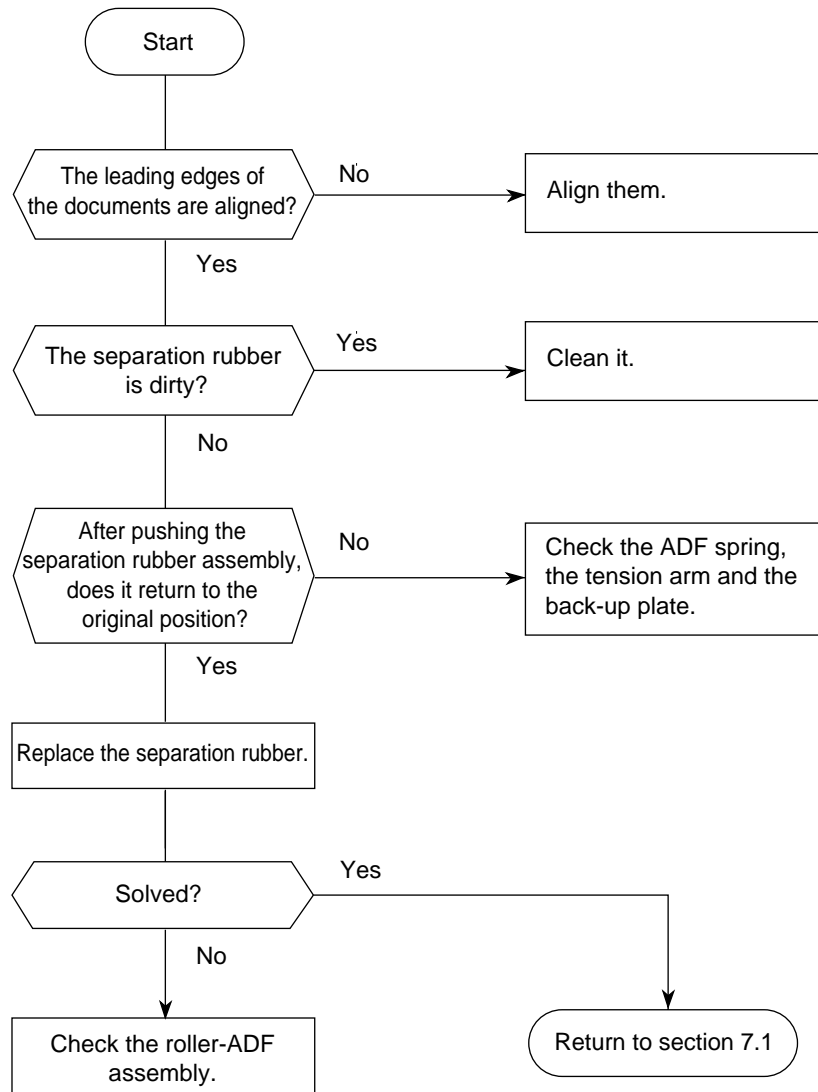 Start
The leading edges of
the documents are aligned?
No
Align them.
Yes
The separation rubber
is dirty?
Yes
Clean it.
No
After pushing the
separation rubber assembly,
does it return to the
original position?
No
Check the ADF spring,
the tension arm and the
back-up plate.
Yes
Replace the separation rubber.
Solved?
Yes
No
Check the roller-ADF
assembly.
Return to section 7.1